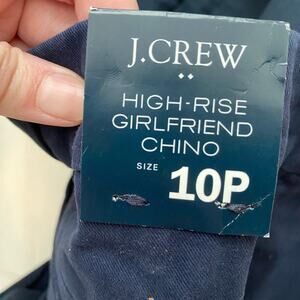 J.CREW
HIGH-RISE
GIRLFRIEND
CHINO
SIZE 10P